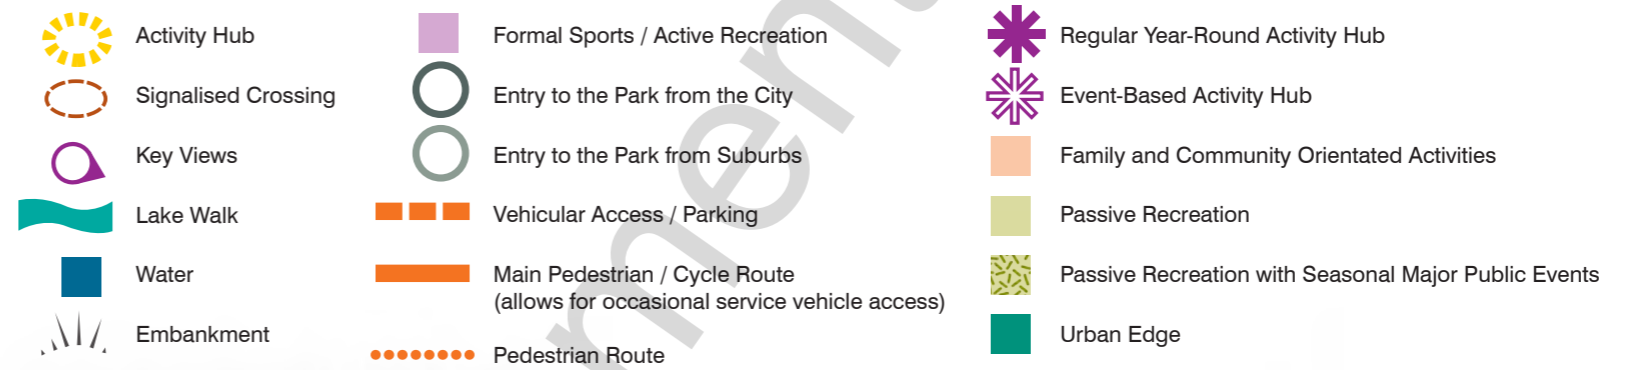 Activity Hub
Signalised Crossing
Key Views
Lake Walk
Water
Embankment
Formal Sports / Active Recreation
Entry to the Park from the City
Entry to the Park from Suburbs
Vehicular Access / Parking
Main Pedestrian / Cycle Route
(allows for occasional service vehicle access)
Pedestrian Route
Regular Year-Round Activity Hub
Event-Based Activity Hub
Family and Community Orientated Activities
Passive Recreation
Passive Recreation with Seasonal Major Public Events
Urban Edge